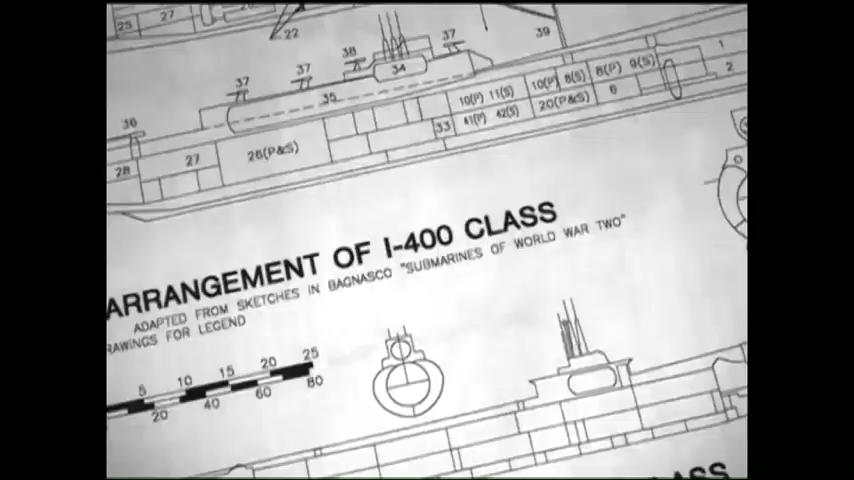 25 27 26
22
37
39
38
34
37
37
35
36
1
2
10(P) 11(S) 10(P) 8(S) 8(P) 9(S)
33 41(P) 42(S) 20(P&S) 6
28 27 26(P&S)
ARRANGEMENT OF I-400 CLASS
ADAPTED FROM SKETCHES IN BAGNASCO "SUBMARINES OF WORLD WAR TWO"
RAWINGS FOR LEGEND
5 10 15 20 25
20 40 60 80
LASS